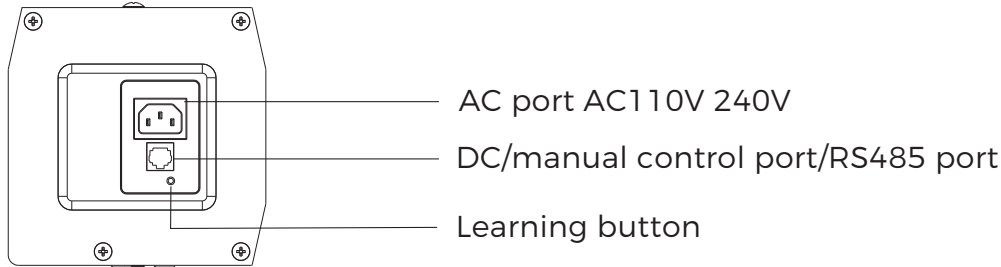 AC port AC110V 240V
DC/manual control port/RS485 port
Learning button